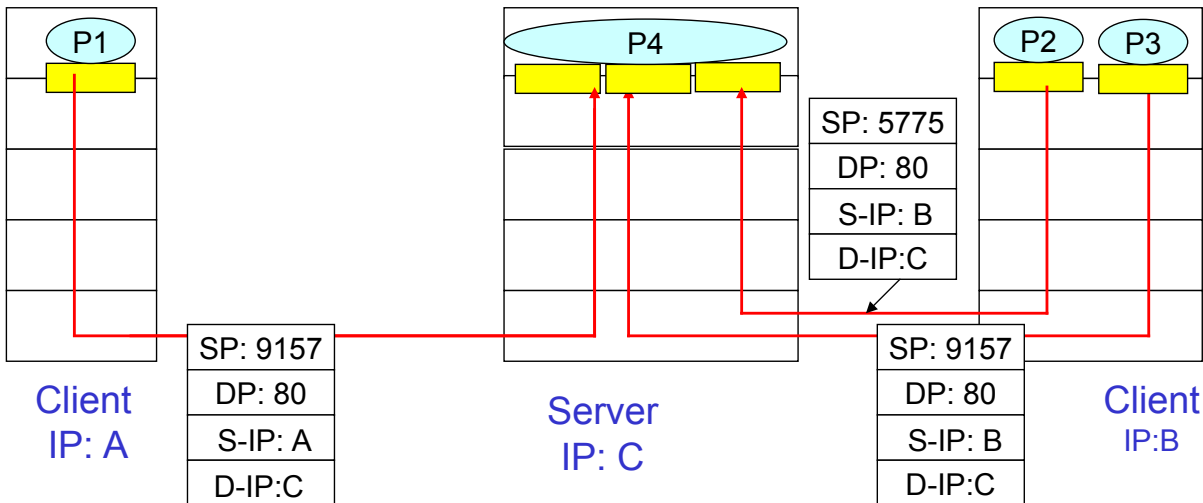 P1
P4
P2
P3
SP: 5775
DP: 80
S-IP: B
D-IP:C
SP: 9157
DP: 80
S-IP: A
D-IP:C
SP: 9157
DP: 80
S-IP: B
D-IP:C
Client
IP: A
Server
IP: C
Client
IP:B